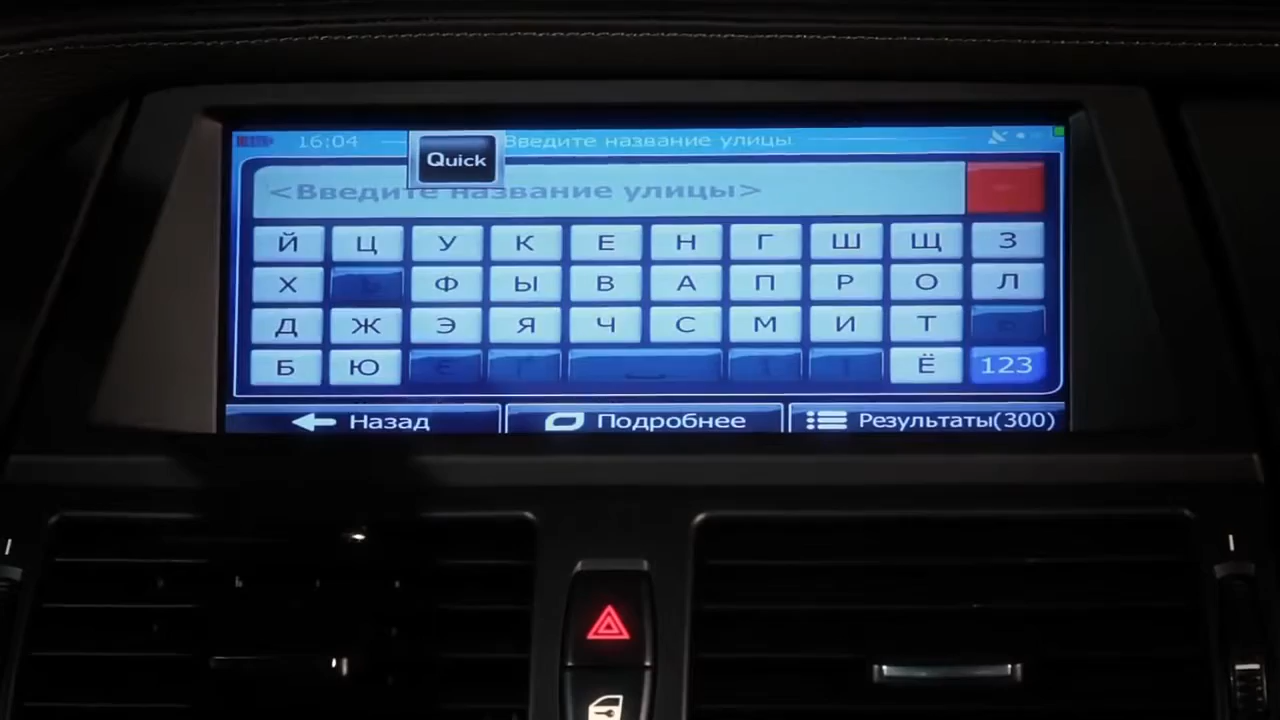 16:04 Введите название улицы
Quick
<Введите название улицы>
Й Ц У К Е Н Г Ш Щ З
Х Ъ Ф Ы В А П Р О Л
Д Ж Э Я Ч С М И Т
Б Ю Є Ґ Ё 123
Назад Подробнее Результаты(300)